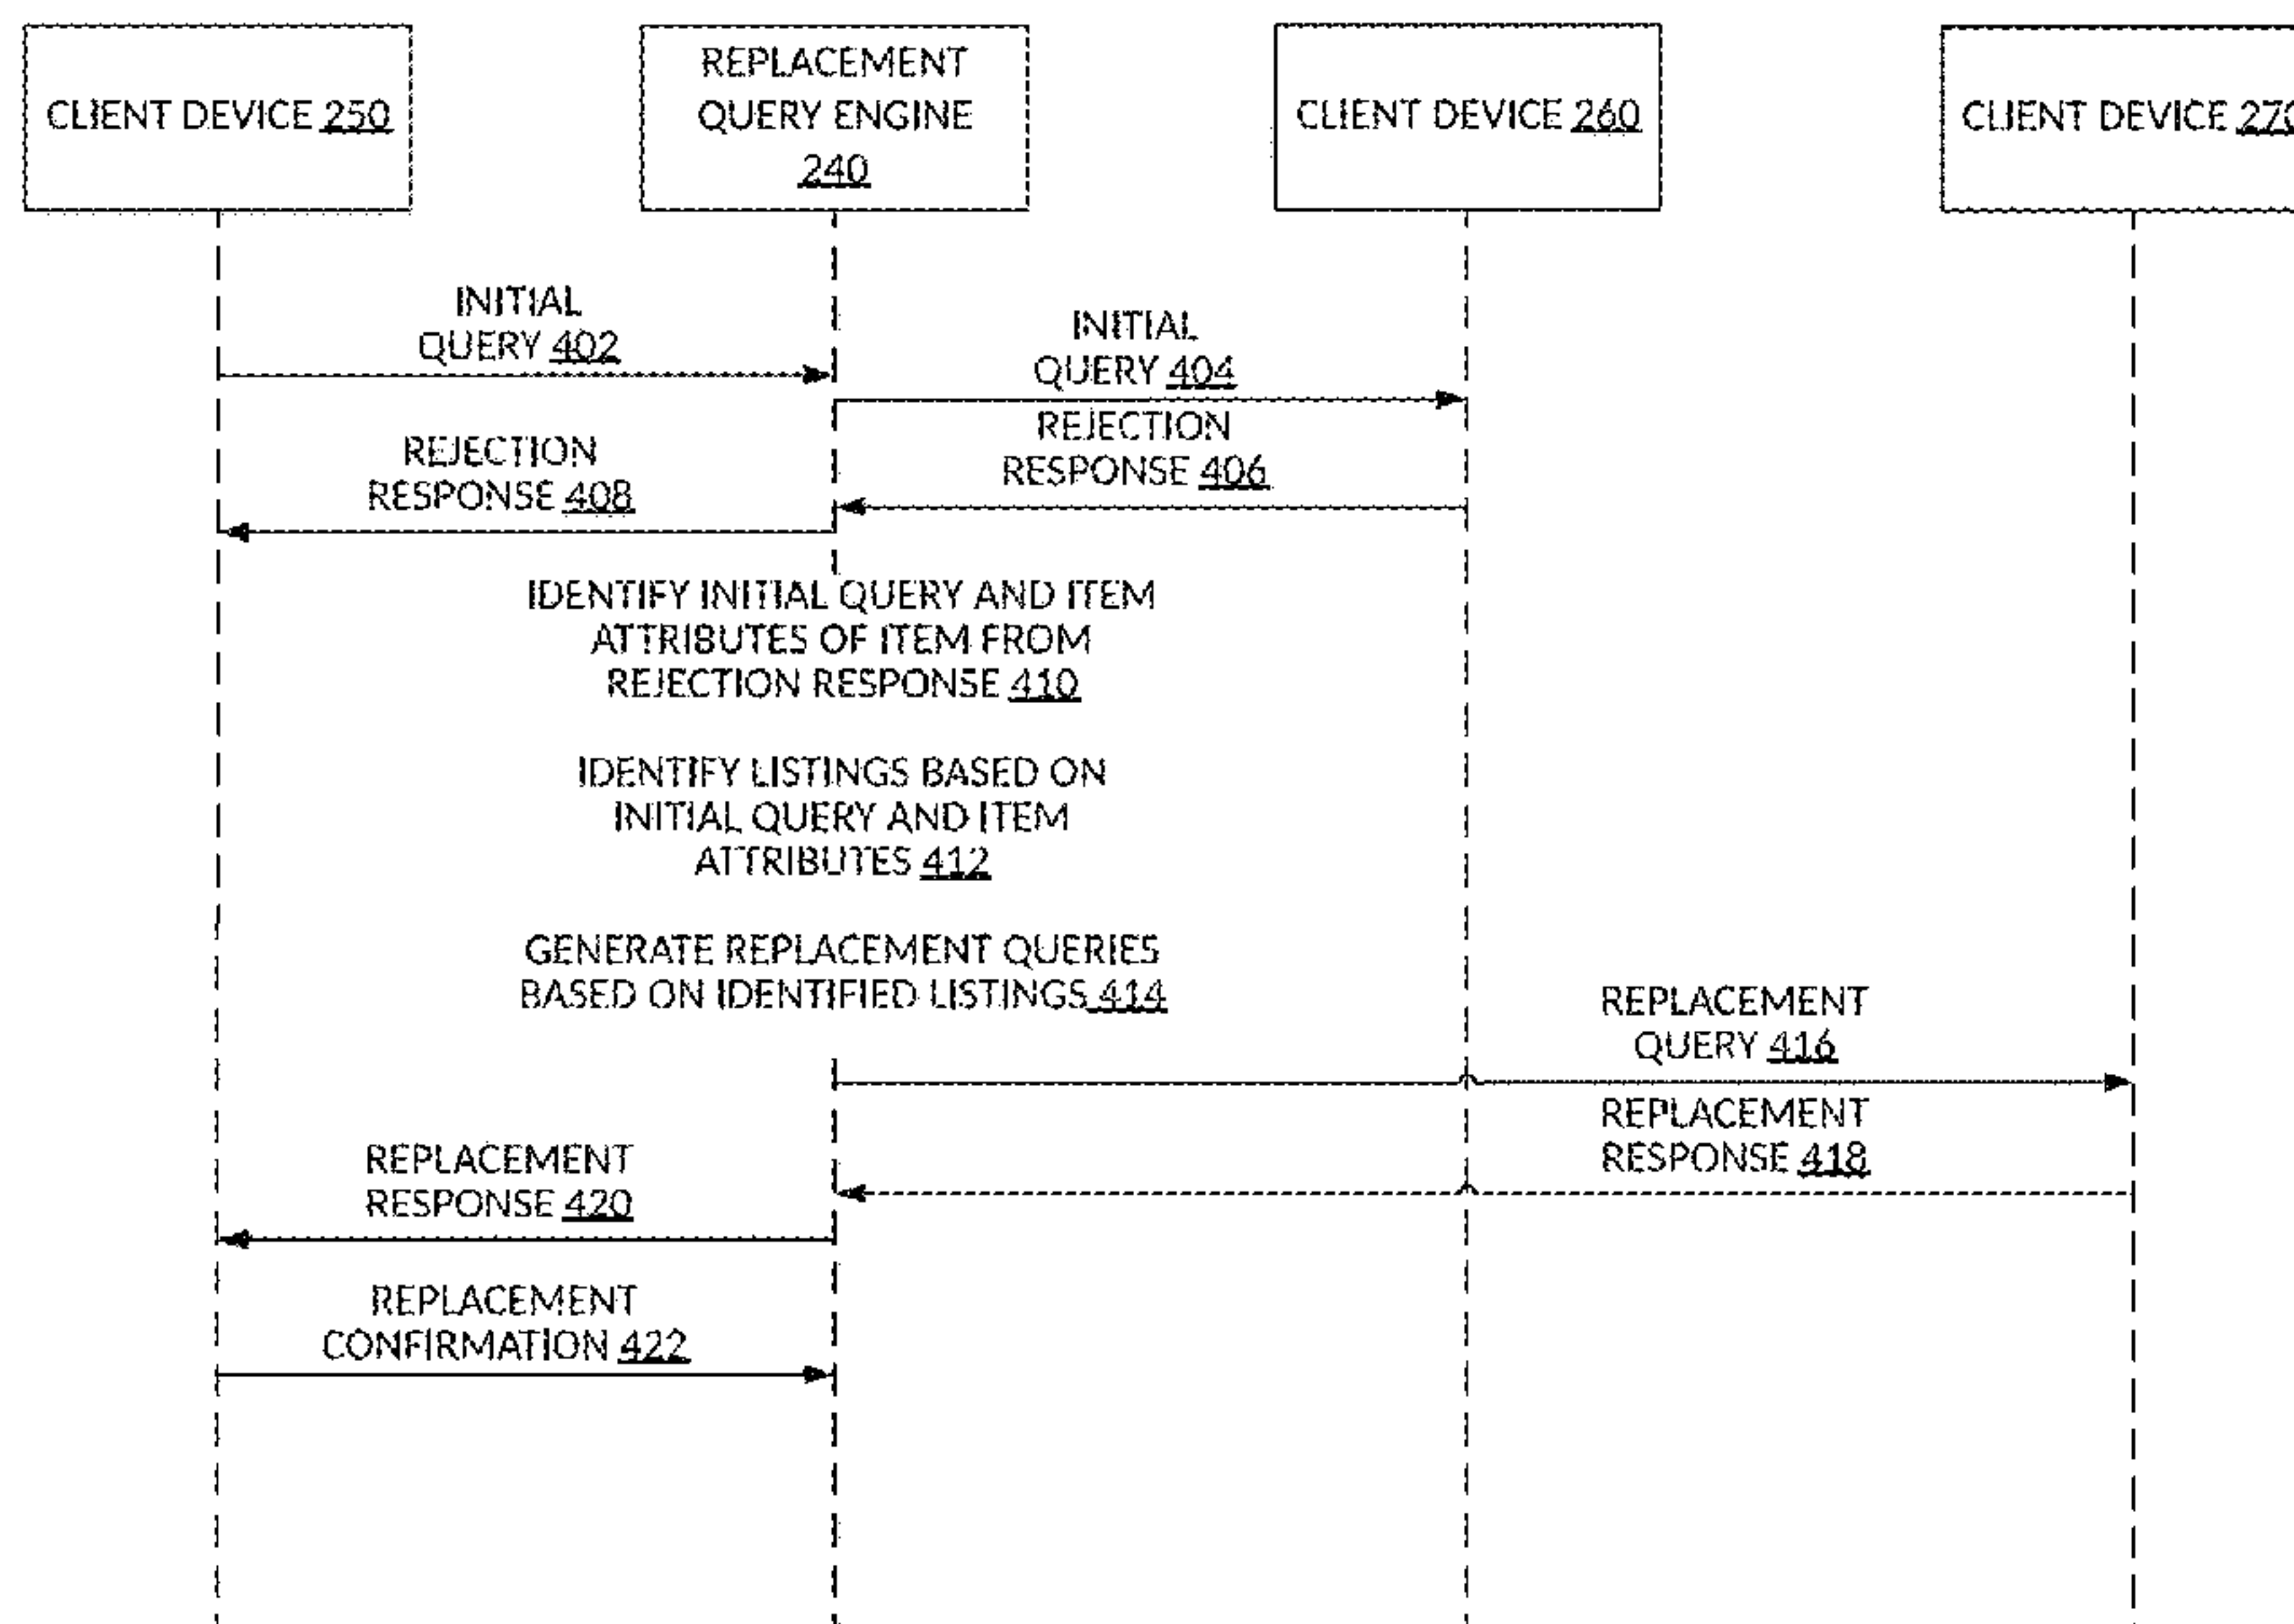 CLIENT DEVICE 250
REPLACEMENT
QUERY ENGINE
240
CLIENT DEVICE 260
CLIENT DEVICE 270
INITIAL
QUERY 402
INITIAL
QUERY 404
REJECTION
RESPONSE 406
REJECTION
RESPONSE 408
IDENTIFY INITIAL QUERY AND ITEM
ATTRIBUTES OF ITEM FROM
REJECTION RESPONSE 410
IDENTIFY LISTINGS BASED ON
INITIAL QUERY AND ITEM
ATTRIBUTES 412
GENERATE REPLACEMENT QUERIES
BASED ON IDENTIFIED LISTINGS 414
REPLACEMENT
QUERY 416
REPLACEMENT
RESPONSE 418
REPLACEMENT
RESPONSE 420
REPLACEMENT
CONFIRMATION 422